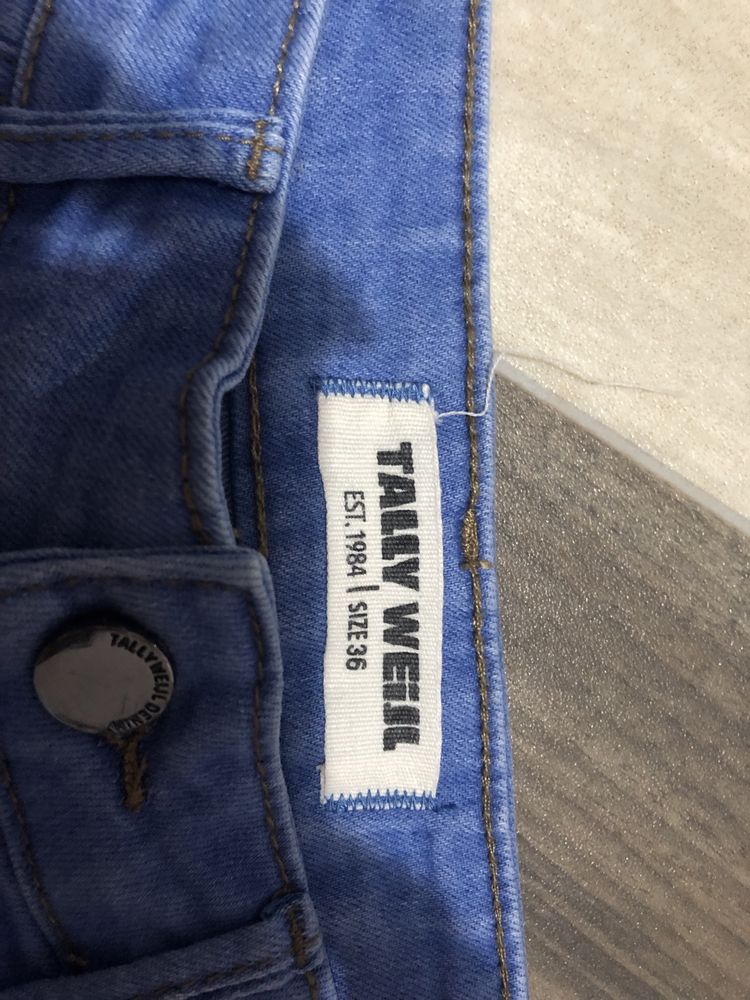 TALLY WEiJL
EST. 1984 | SIZE 36
TALLY WEIJL DENIM